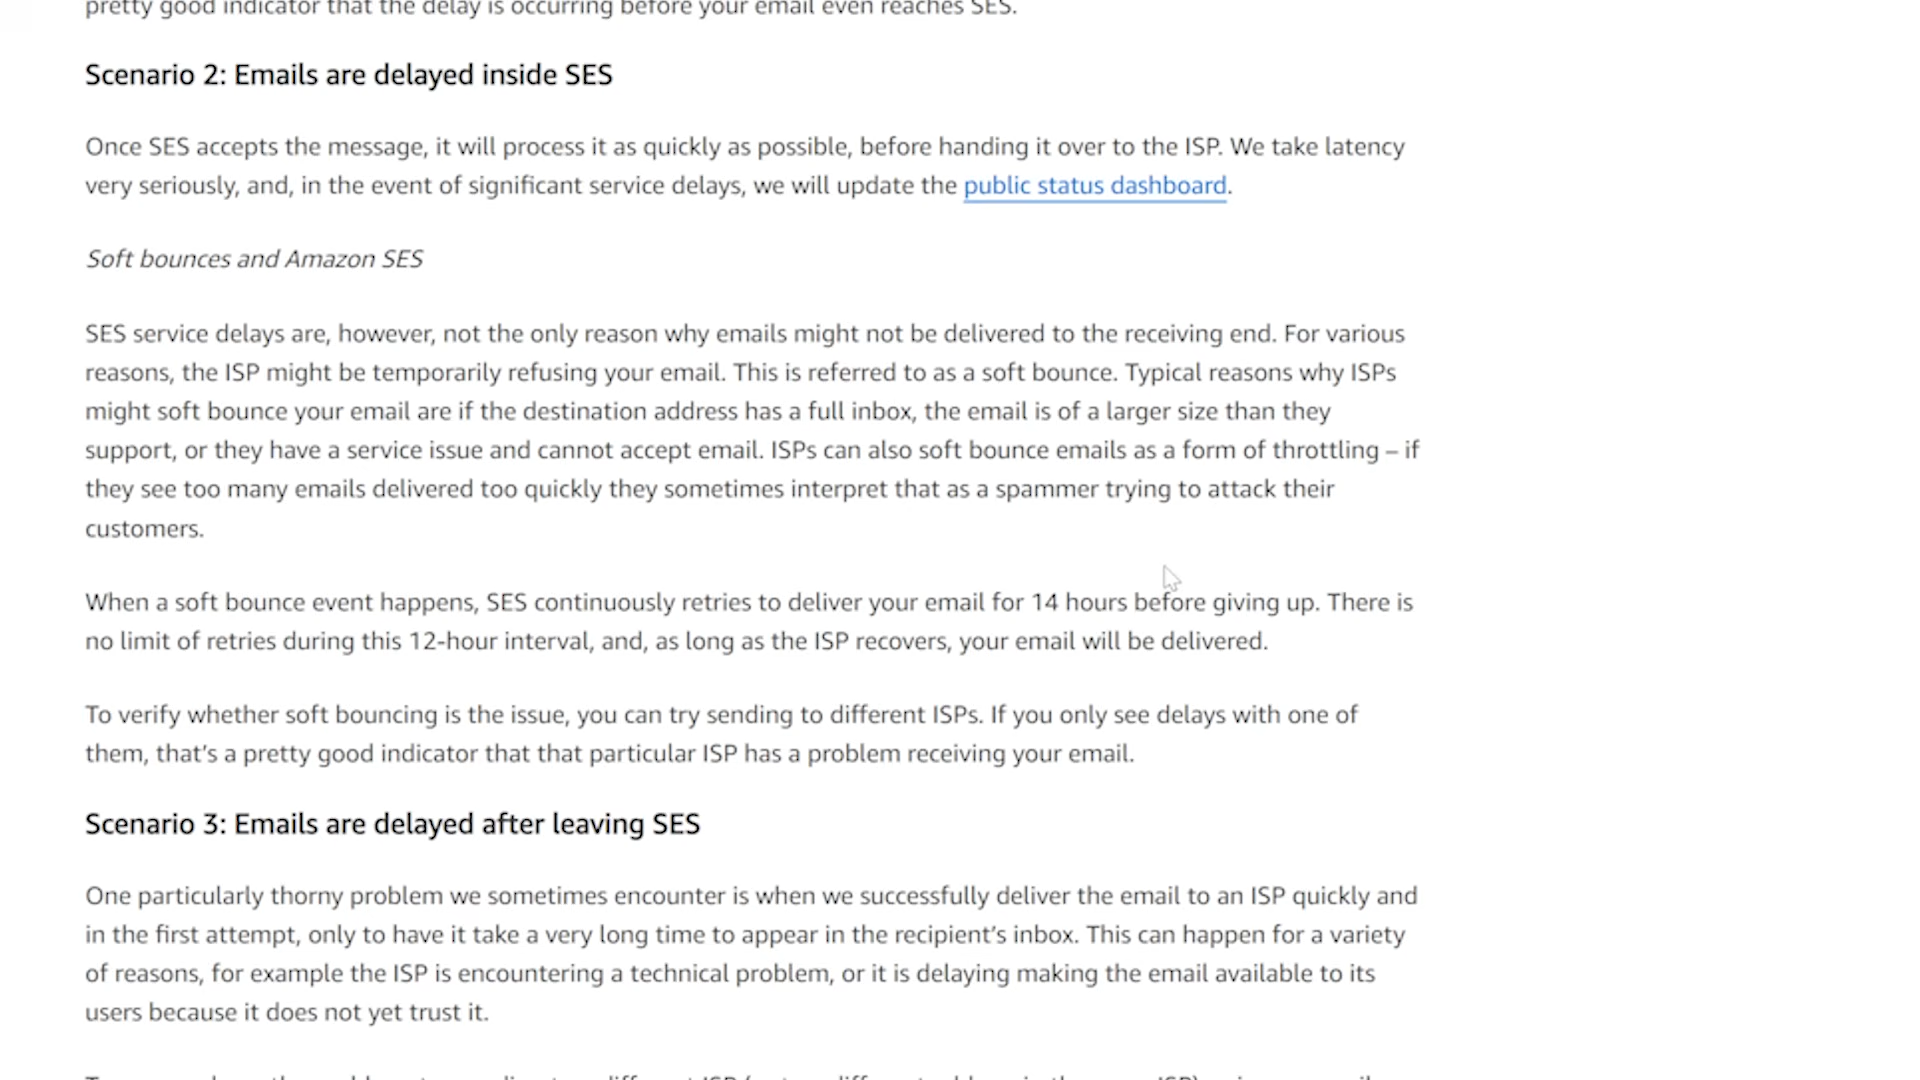 pretty good indicator that the delay is occurring before your email even reaches SES.
Scenario 2: Emails are delayed inside SES
Once SES accepts the message, it will process it as quickly as possible, before handing it over to the ISP. We take latency
very seriously, and, in the event of significant service delays, we will update the public status dashboard.
Soft bounces and Amazon SES
SES service delays are, however, not the only reason why emails might not be delivered to the receiving end. For various
reasons, the ISP might be temporarily refusing your email. This is referred to as a soft bounce. Typical reasons why ISPs
might soft bounce your email are if the destination address has a full inbox, the email is of a larger size than they
support, or they have a service issue and cannot accept email. ISPs can also soft bounce emails as a form of throttling – if
they see too many emails delivered too quickly they sometimes interpret that as a spammer trying to attack their
customers.
When a soft bounce event happens, SES continuously retries to deliver your email for 14 hours before giving up. There is
no limit of retries during this 12-hour interval, and, as long as the ISP recovers, your email will be delivered.
To verify whether soft bouncing is the issue, you can try sending to different ISPs. If you only see delays with one of
them, that's a pretty good indicator that that particular ISP has a problem receiving your email.
Scenario 3: Emails are delayed after leaving SES
One particularly thorny problem we sometimes encounter is when we successfully deliver the email to an ISP quickly and
in the first attempt, only to have it take a very long time to appear in the recipient's inbox. This can happen for a variety
of reasons, for example the ISP is encountering a technical problem, or it is delaying making the email available to its
users because it does not yet trust it.